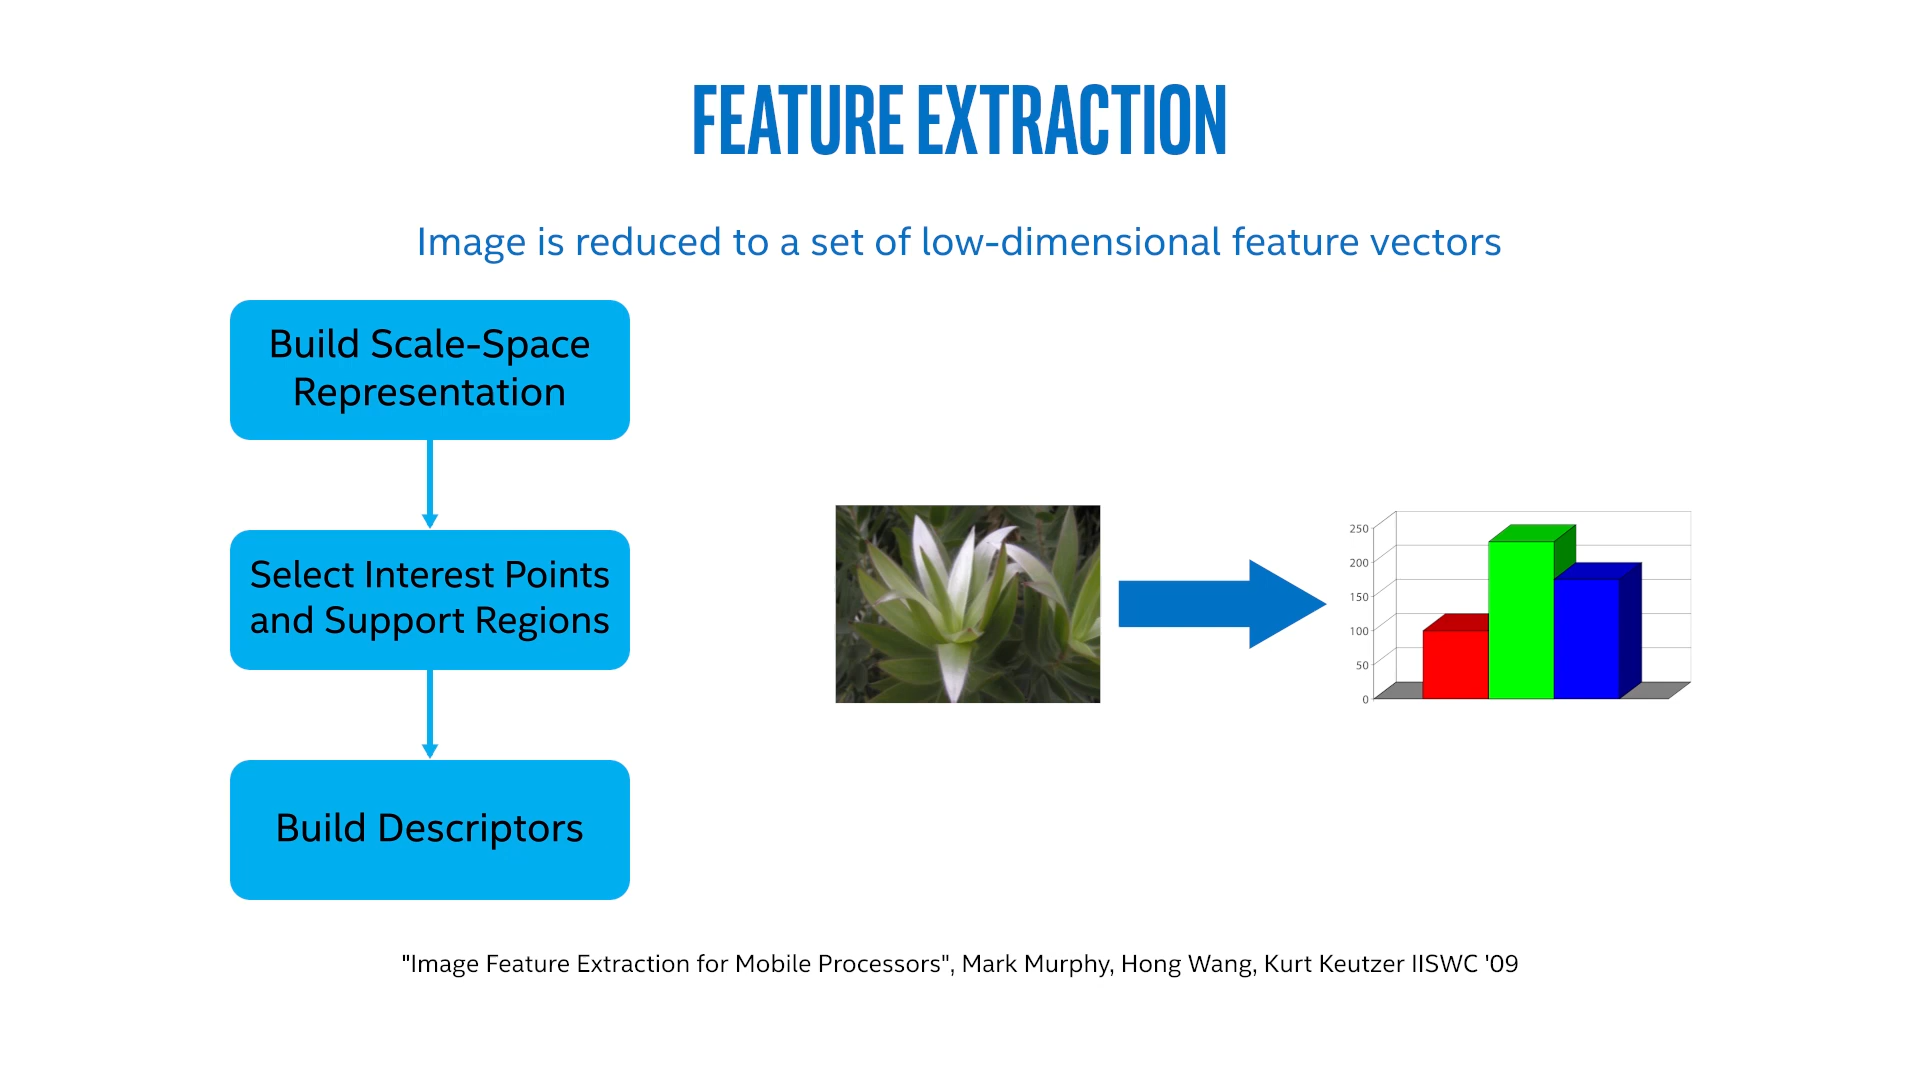 FEATURE EXTRACTION
Image is reduced to a set of low-dimensional feature vectors
Build Scale-Space
Representation
Select Interest Points
and Support Regions
Build Descriptors
250
200
150
100
50
0
"Image Feature Extraction for Mobile Processors", Mark Murphy, Hong Wang, Kurt Keutzer IISWC '09